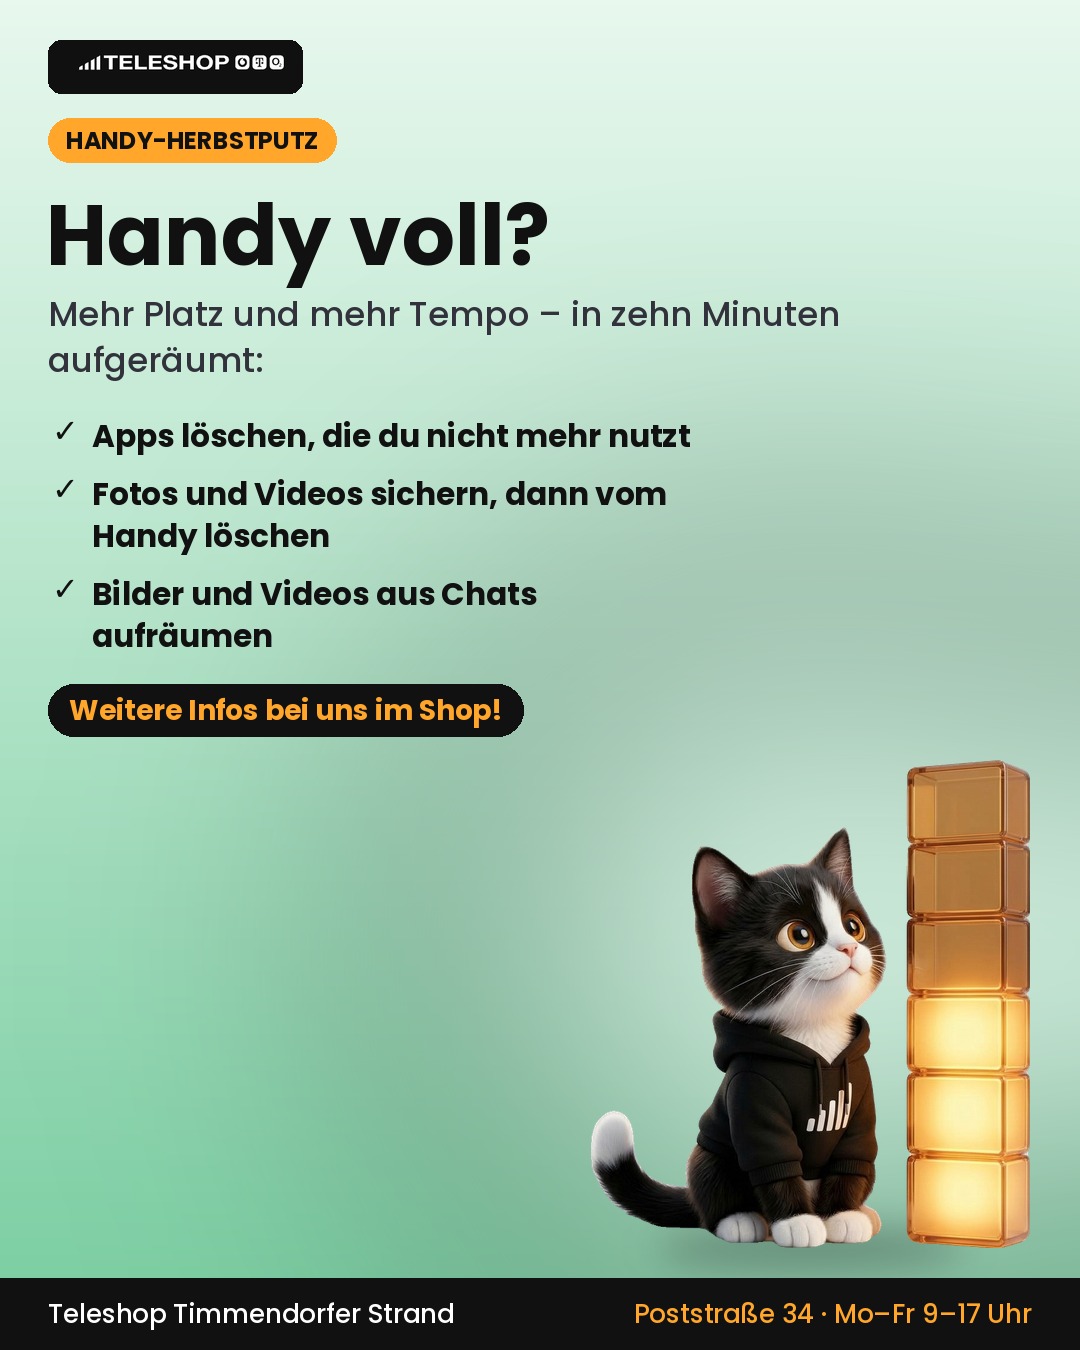 TELESHOP
HANDY-HERBSTPUTZ
Handy voll?
Mehr Platz und mehr Tempo – in zehn Minuten
aufgeräumt:
✓ Apps löschen, die du nicht mehr nutzt
✓ Fotos und Videos sichern, dann vom
Handy löschen
✓ Bilder und Videos aus Chats
aufräumen
Weitere Infos bei uns im Shop!
Teleshop Timmendorfer Strand
Poststraße 34 · Mo–Fr 9–17 Uhr